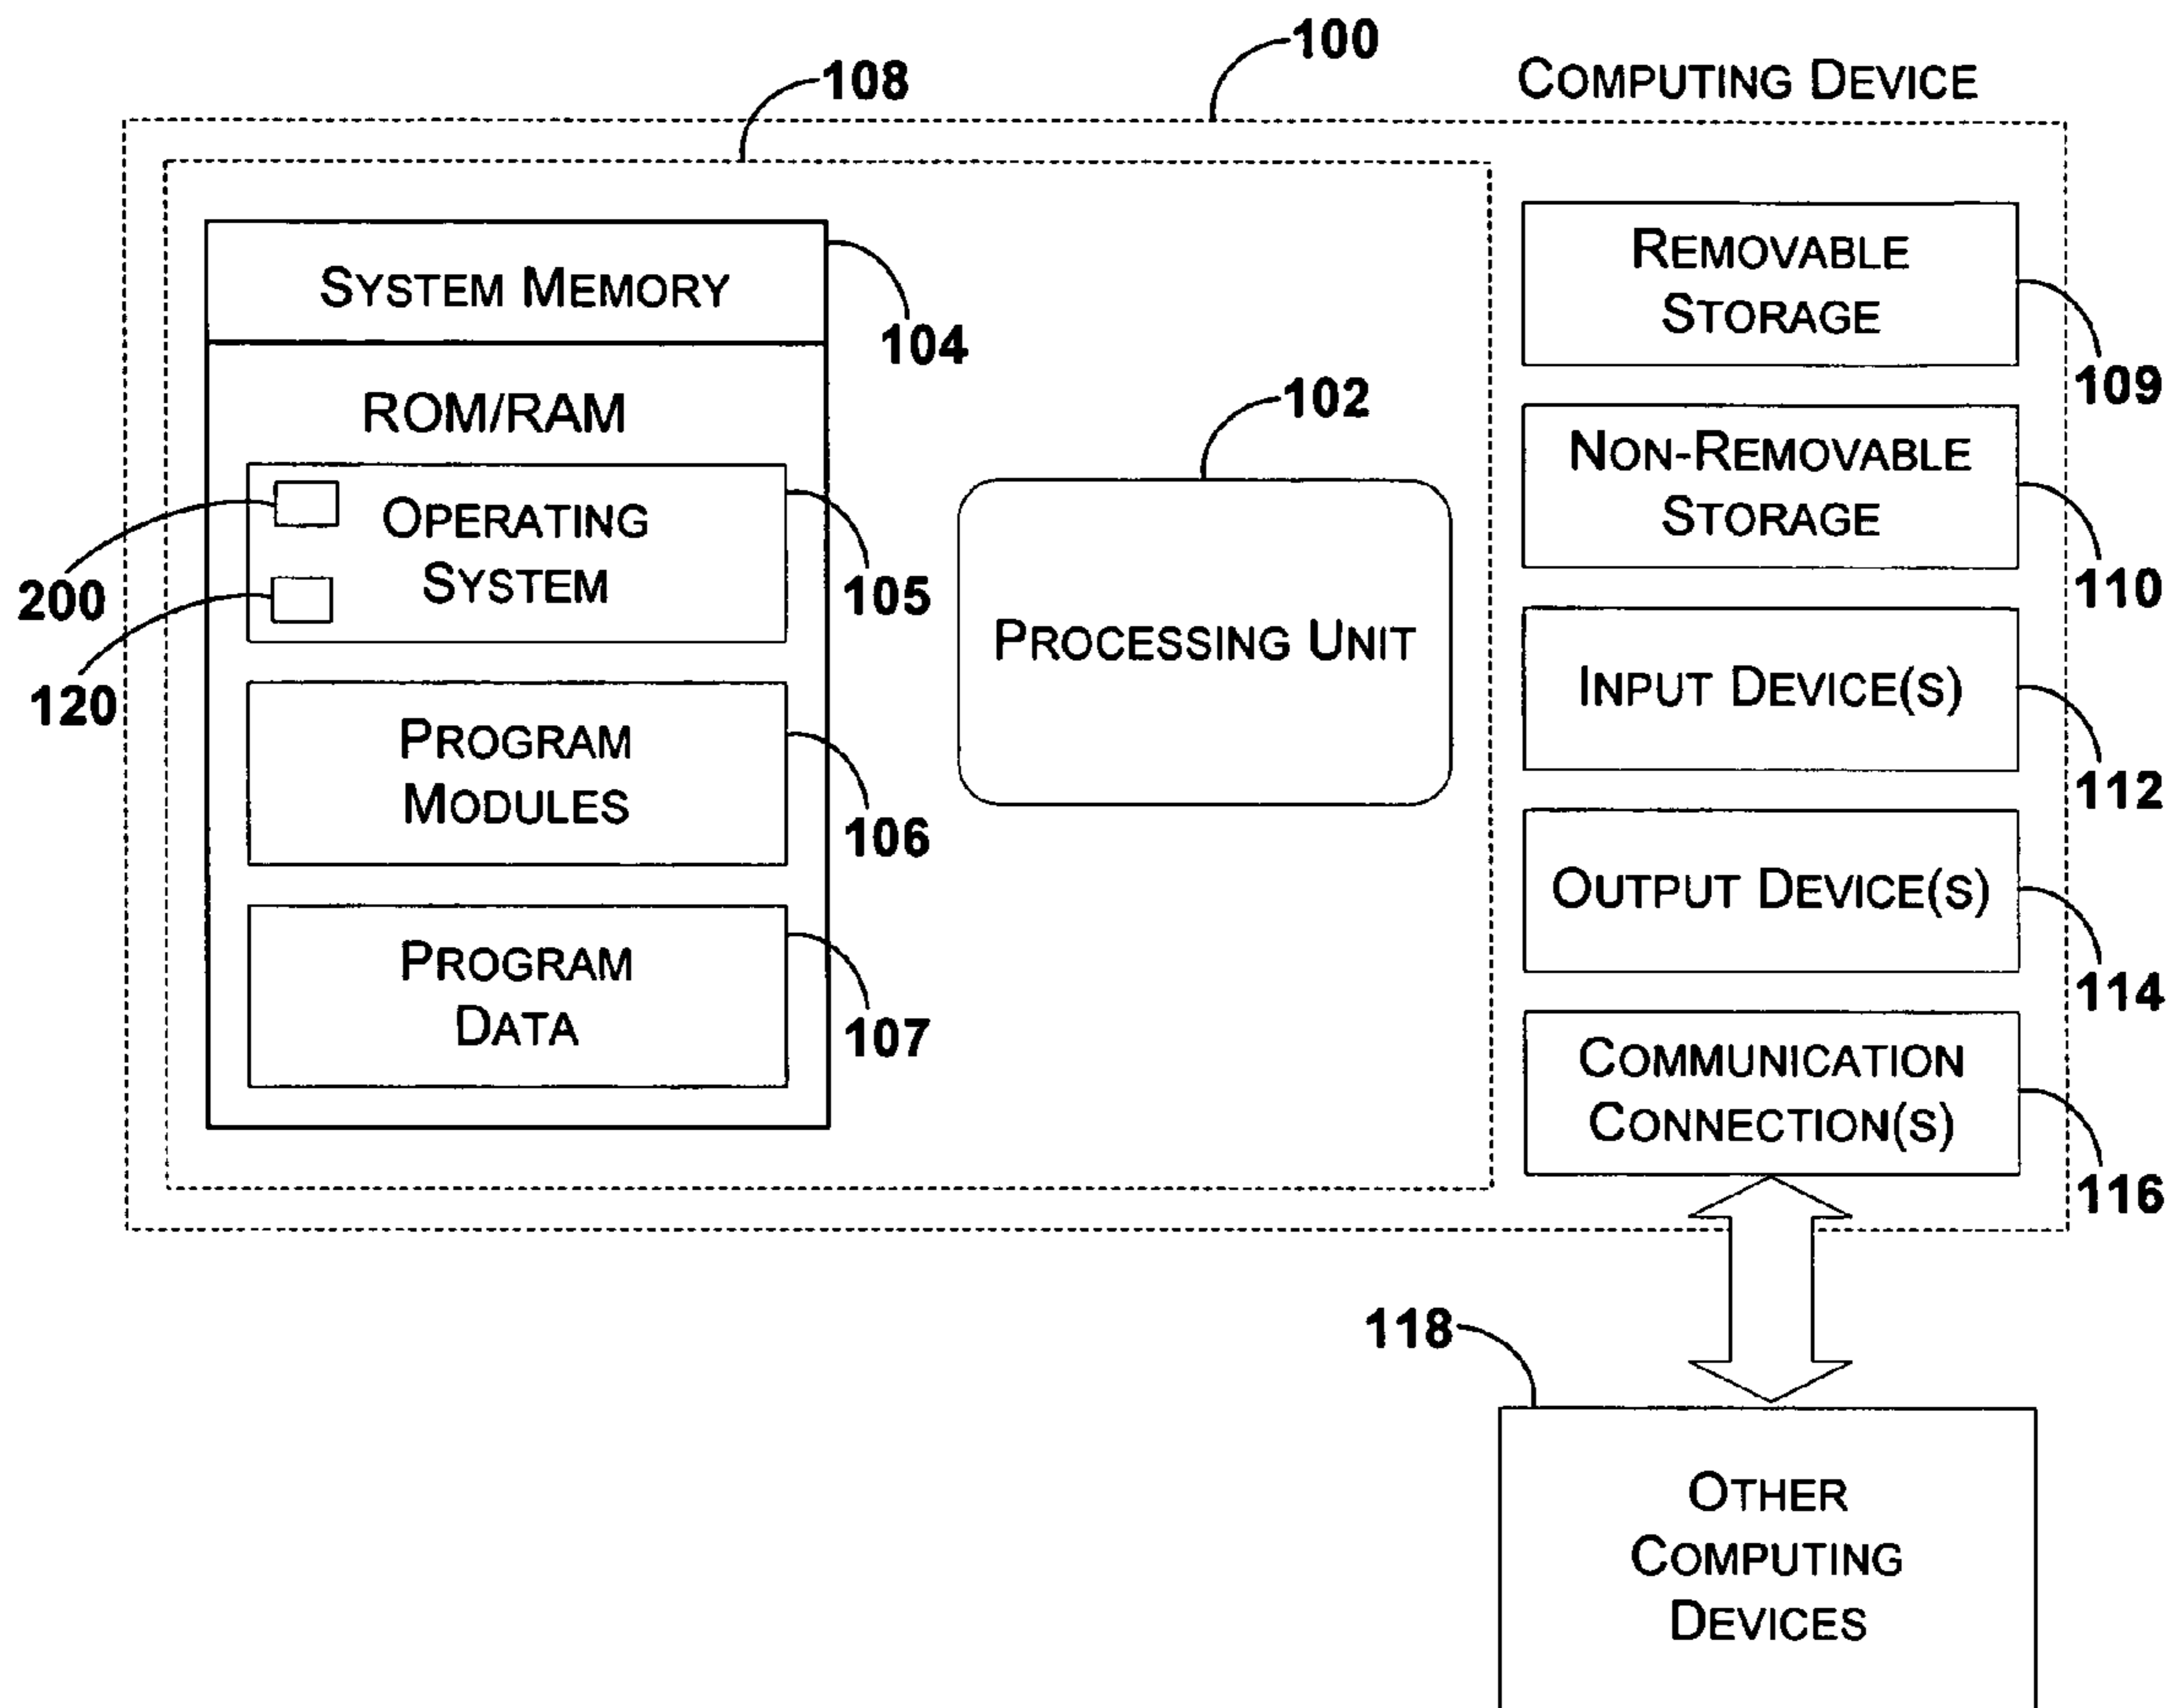 100
COMPUTING DEVICE
108
SYSTEM MEMORY
104
ROM/RAM
OPERATING
SYSTEM
105
200
120
PROGRAM
MODULES
106
PROGRAM
DATA
107
102
PROCESSING UNIT
REMOVABLE
STORAGE
109
NON-REMOVABLE
STORAGE
110
INPUT DEVICE(S)
112
OUTPUT DEVICE(S)
114
COMMUNICATION
CONNECTION(S)
116
118
OTHER
COMPUTING
DEVICES